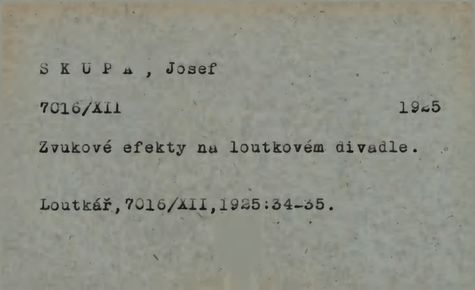 S K U P A , Josef
7016/XII 1925
Zvukové efekty na loutkovém divadle.
Loutkář,7016/XII,1925:34-35.